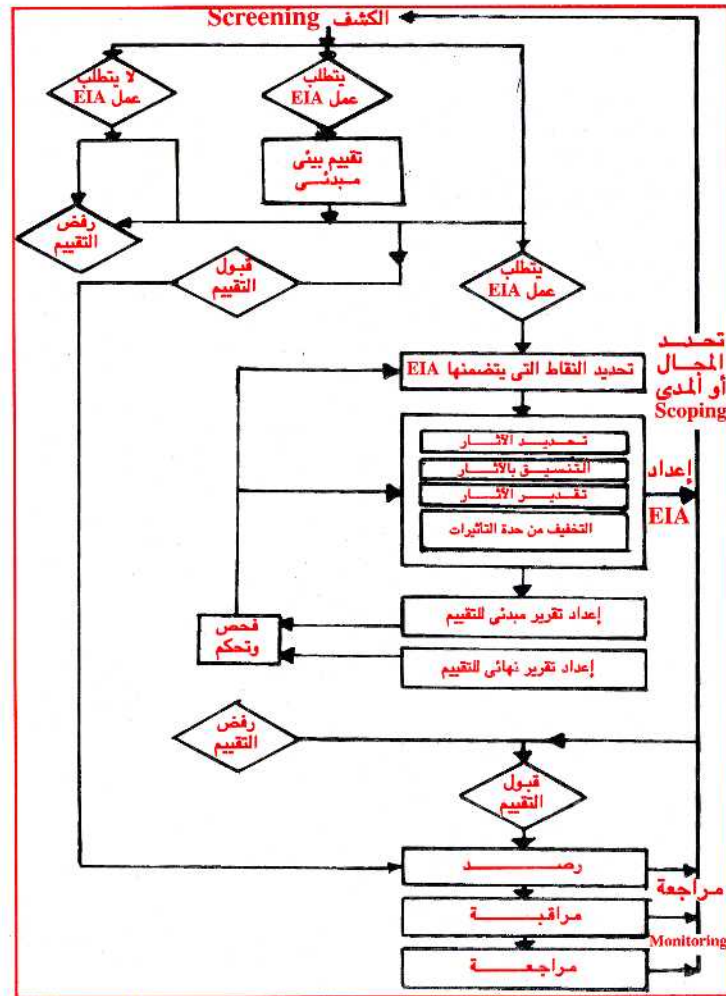 الكشف Screening
لا يتطلب
عمل EIA
يتطلب
عمل EIA
تقييم بيئى
مبدئى
رفض
التقييم
قبول
التقييم
يتطلب
عمل EIA
تحديد النقاط التى يتضمنها EIA
تحديد الآثار
التنسيق بالآثار
تقدير الآثار
التخفيف من حدة التأثيرات
تحديد
المجال
أو المدى
Scoping
إعداد
EIA
إعداد تقرير مبدئى للتقييم
فحص
وتحكم
إعداد تقرير نهائى للتقييم
رفض
التقييم
قبول
التقييم
رصد
مراجعة
مراقبة
Monitoring
مراجعة